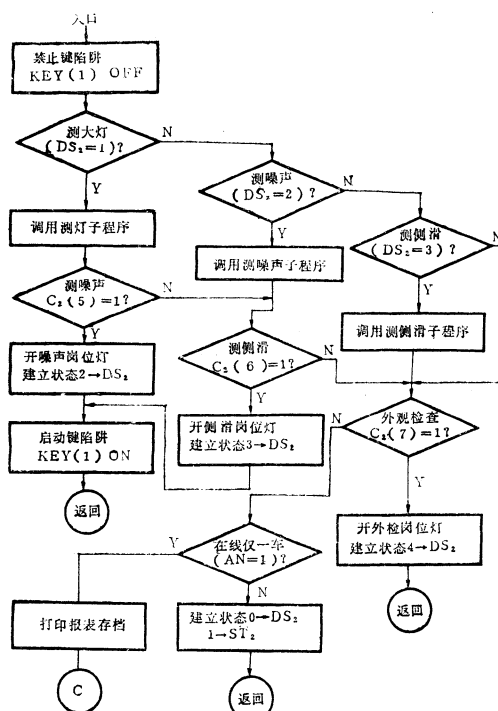 入口
禁止键陷阱
KEY(1) OFF
测大灯
(DS₂=1)?
N
Y
测噪声
(DS₂=2)?
N
Y
测侧滑
(DS₂=3)?
N
Y
调用测灯子程序
调用测噪声子程序
调用测侧滑子程序
测噪声
C₂(5)=1?
N
Y
测侧滑
C₂(6)=1?
N
Y
外观检查
C₂(7)=1?
N
Y
开噪声岗位灯
建立状态2→DS₂
开侧滑岗位灯
建立状态3→DS₂
启动键陷阱
KEY(1) ON
返回
开外检岗位灯
建立状态4→DS₂
返回
在线仅一车
(AN=1)?
Y
N
打印报表存档
C
建立状态0→DS₂
1→ST₂
返回